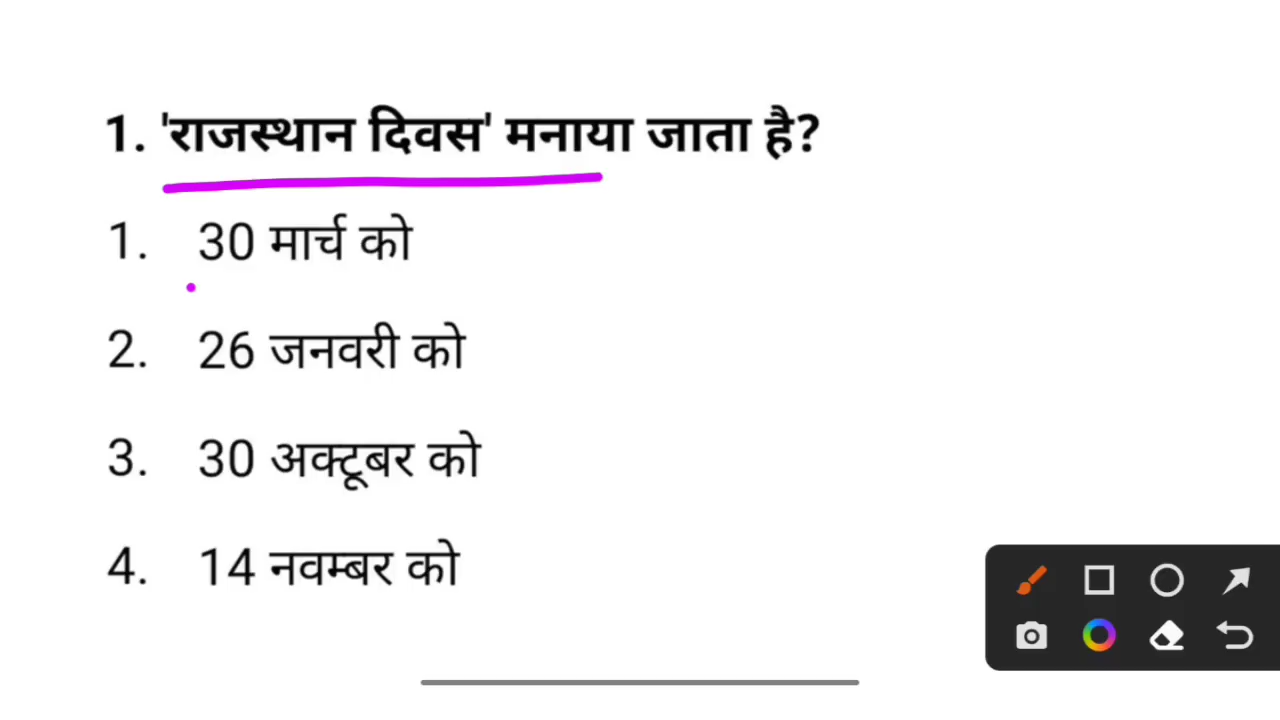 1. 'राजस्थान दिवस' मनाया जाता है?
1. 30 मार्च को
2. 26 जनवरी को
3. 30 अक्टूबर को
4. 14 नवम्बर को